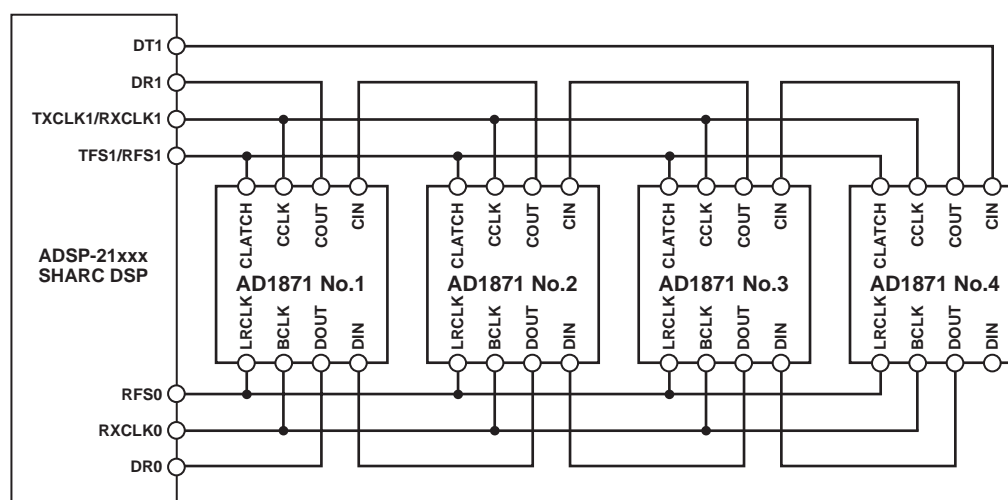 DT1
DR1
TXCLK1/RXCLK1
TFS1/RFS1
ADSP-21xxx
SHARC DSP
RFS0
RXCLK0
DR0
CLATCH
CCLK
COUT
CIN
AD1871 No.1
LRCLK
BCLK
DOUT
DIN
CLATCH
CCLK
COUT
CIN
AD1871 No.2
LRCLK
BCLK
DOUT
DIN
CLATCH
CCLK
COUT
CIN
AD1871 No.3
LRCLK
BCLK
DOUT
DIN
CLATCH
CCLK
COUT
CIN
AD1871 No.4
LRCLK
BCLK
DOUT
DIN